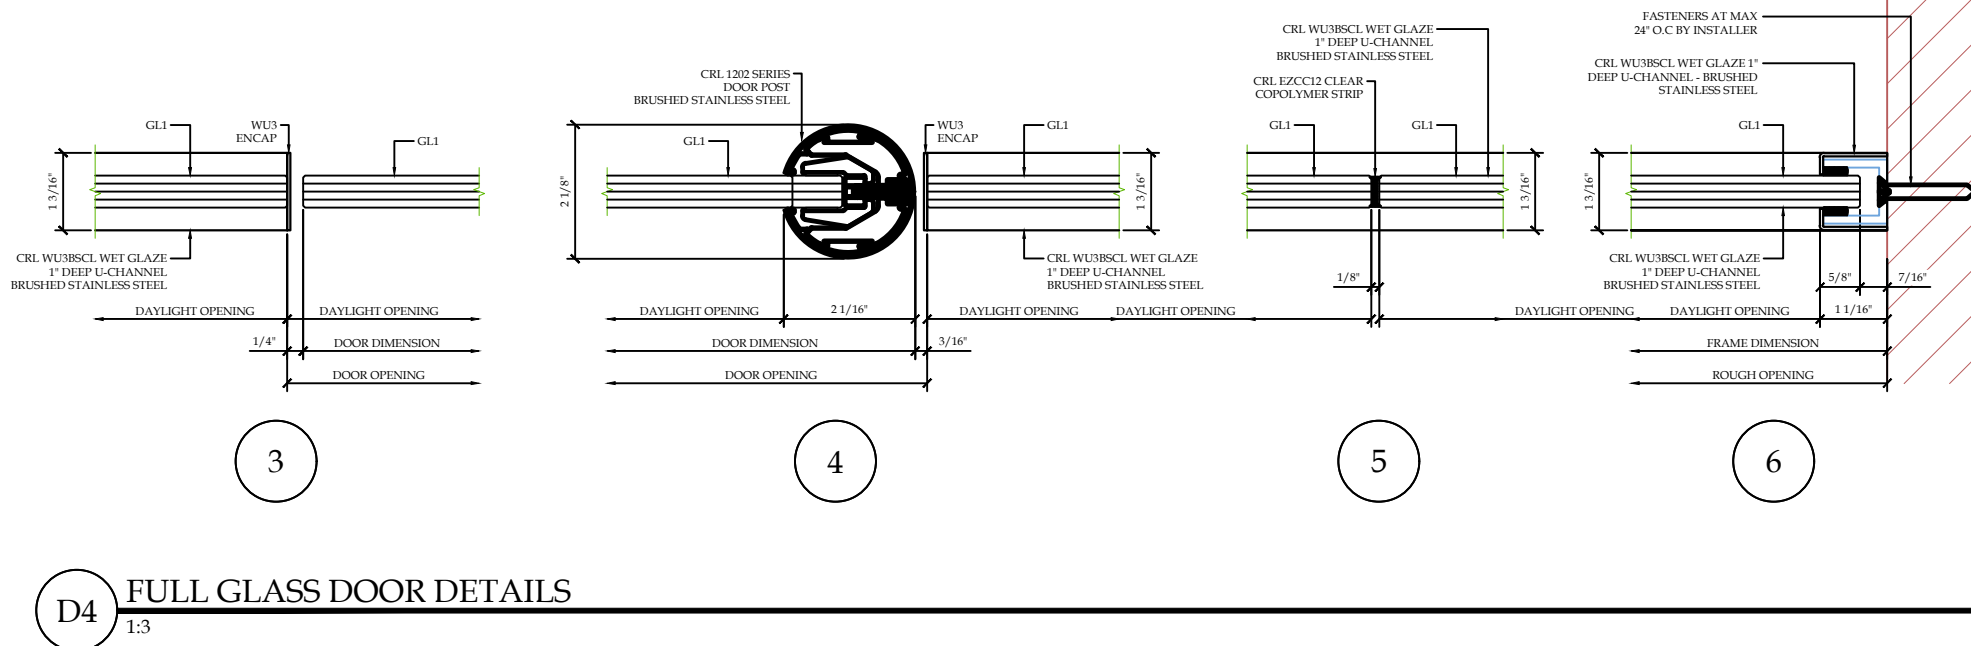 GL1
WU3
ENCAP
GL1
1 3/16"
CRL WU3BSCL WET GLAZE
1" DEEP U-CHANNEL
BRUSHED STAINLESS STEEL
DAYLIGHT OPENING
DAYLIGHT OPENING
1/4"
DOOR DIMENSION
DOOR OPENING
3
CRL 1202 SERIES
DOOR POST
BRUSHED STAINLESS STEEL
GL1
WU3
ENCAP
GL1
2 1/8"
1 3/16"
CRL WU3BSCL WET GLAZE
1" DEEP U-CHANNEL
BRUSHED STAINLESS STEEL
DAYLIGHT OPENING
2 1/16"
DAYLIGHT OPENING
DOOR DIMENSION
3/16"
DOOR OPENING
4
CRL WU3BSCL WET GLAZE
1" DEEP U-CHANNEL
BRUSHED STAINLESS STEEL
CRL EZCC12 CLEAR
COPOLYMER STRIP
GL1
GL1
1 3/16"
1/8"
DAYLIGHT OPENING
DAYLIGHT OPENING
5
FASTENERS AT MAX
24" O.C BY INSTALLER
CRL WU3BSCL WET GLAZE 1"
DEEP U-CHANNEL - BRUSHED
STAINLESS STEEL
GL1
1 3/16"
CRL WU3BSCL WET GLAZE
1" DEEP U-CHANNEL
BRUSHED STAINLESS STEEL
5/8"
7/16"
DAYLIGHT OPENING
1 1/16"
FRAME DIMENSION
ROUGH OPENING
6
D4
FULL GLASS DOOR DETAILS
1:3